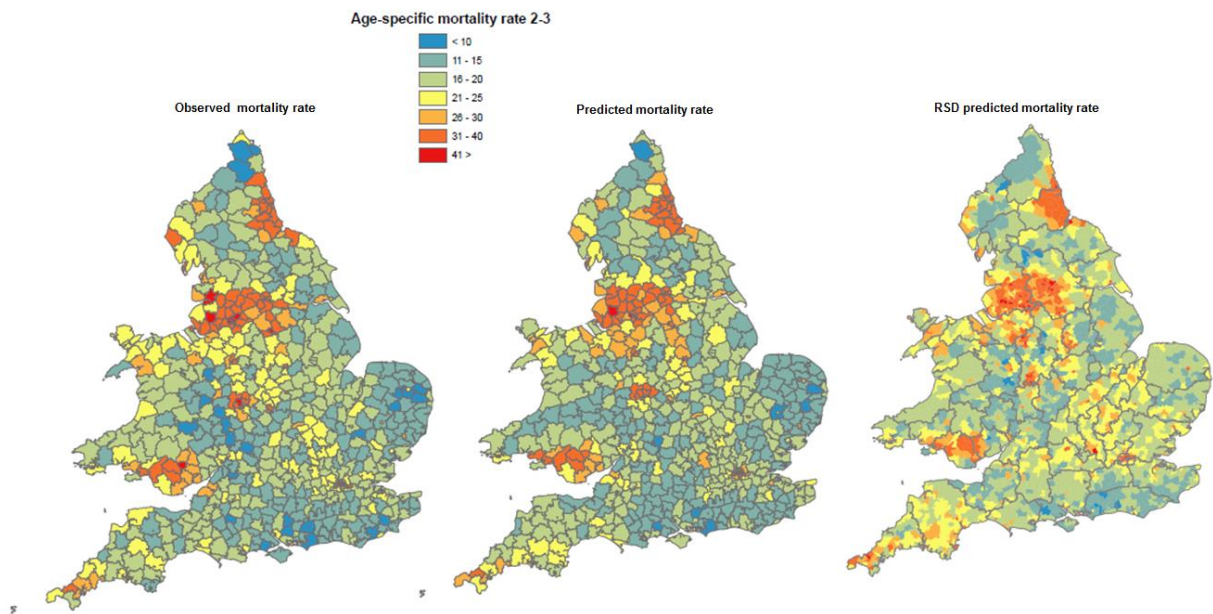 Age-specific mortality rate 2-3
< 10
11 - 15
16 - 20
21 - 25
26 - 30
31 - 40
41 >
Observed mortality rate
Predicted mortality rate
RSD predicted mortality rate